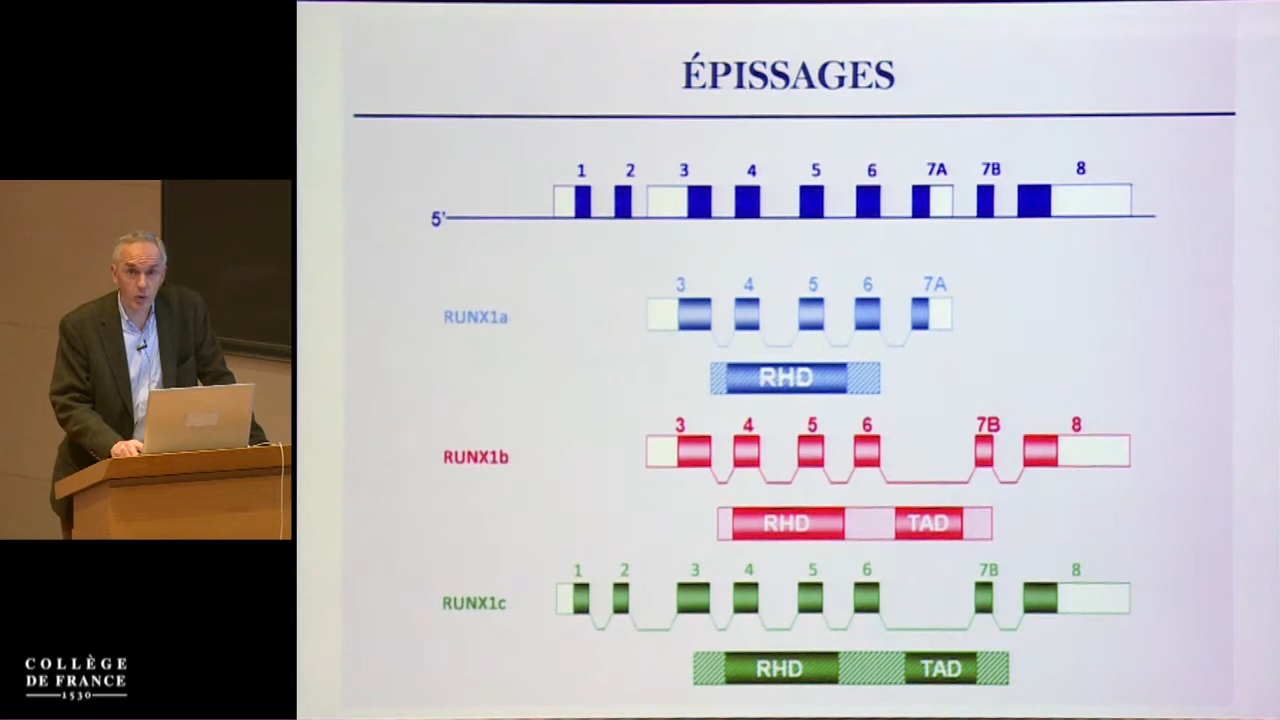 ÉPISSAGES
1 2 3 4 5 6 7A 7B 8
5'
3 4 5 6 7A
RUNX1a
RHD
3 4 5 6 7B 8
RUNX1b
RHD TAD
1 2 3 4 5 6 7B 8
RUNX1c
RHD TAD
COLLÈGE
DE FRANCE
1530